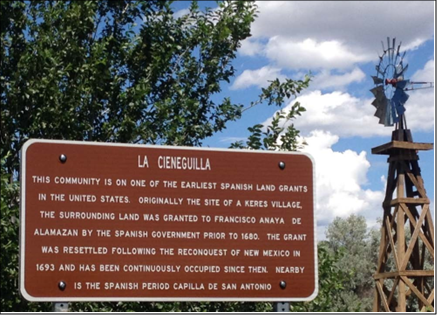 LA CIENEGUILLA
THIS COMMUNITY IS ON ONE OF THE EARLIEST SPANISH LAND GRANTS
IN THE UNITED STATES. ORIGINALLY THE SITE OF A KERES VILLAGE,
THE SURROUNDING LAND WAS GRANTED TO FRANCISCO ANAYA DE
ALAMAZAN BY THE SPANISH GOVERNMENT PRIOR TO 1680. THE GRANT
WAS RESETTLED FOLLOWING THE RECONQUEST OF NEW MEXICO IN
1693 AND HAS BEEN CONTINUOUSLY OCCUPIED SINCE THEN. NEARBY
IS THE SPANISH PERIOD CAPILLA DE SAN ANTONIO